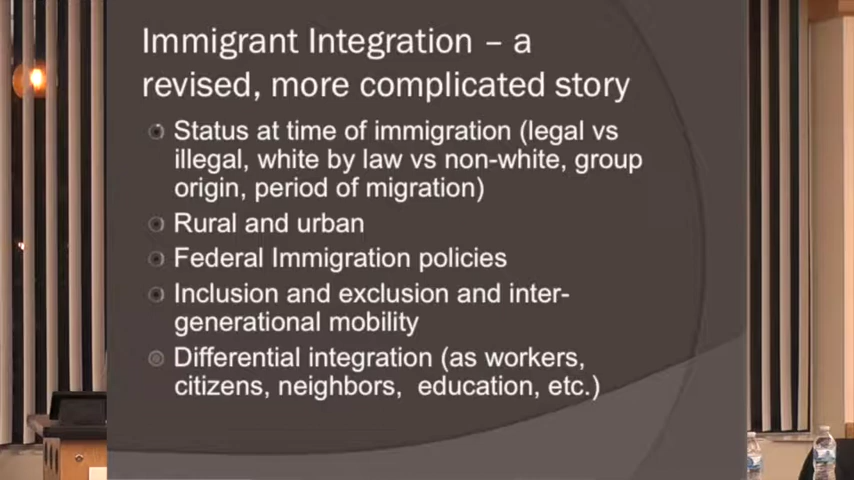 Immigrant Integration – a
revised, more complicated story
Status at time of immigration (legal vs
illegal, white by law vs non-white, group
origin, period of migration)
Rural and urban
Federal Immigration policies
Inclusion and exclusion and inter-
generational mobility
Differential integration (as workers,
citizens, neighbors, education, etc.)